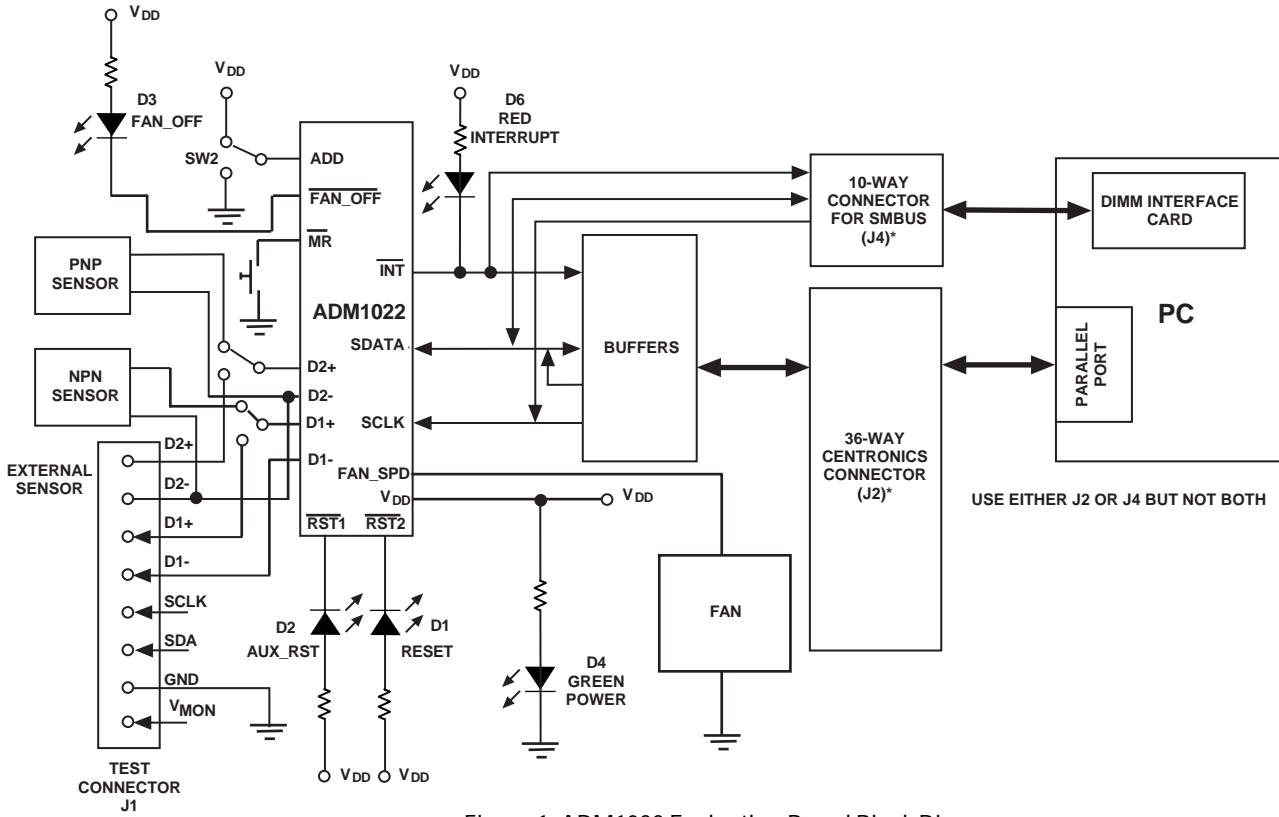 VDD
D3
FAN_OFF
VDD
SW2
VDD
D6
RED
INTERRUPT
ADD
FAN_OFF
MR
INT
ADM1022
SDATA
D2+
D2-
D1+
SCLK
D1-
FAN_SPD
VDD
RST1
RST2
PNP
SENSOR
NPN
SENSOR
EXTERNAL
SENSOR
D2+
D2-
D1+
D1-
SCLK
SDA
GND
VMON
TEST
CONNECTOR
J1
D2
AUX_RST
D1
RESET
VDD
VDD
VDD
D4
GREEN
POWER
BUFFERS
FAN
10-WAY
CONNECTOR
FOR SMBUS
(J4)*
36-WAY
CENTRONICS
CONNECTOR
(J2)*
DIMM INTERFACE
CARD
PC
PARALLEL
PORT
USE EITHER J2 OR J4 BUT NOT BOTH